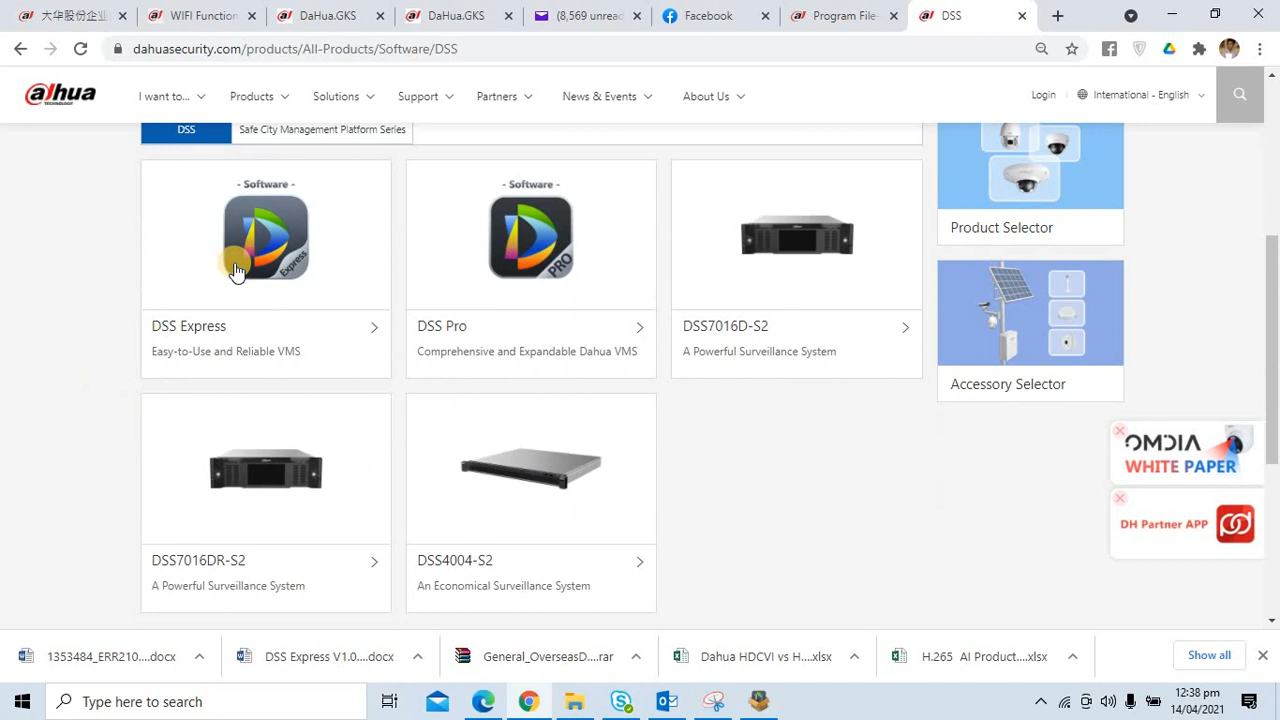 大华股份企业
WIFI Function
DaHua.GKS
DaHua.GKS
(8,569 unread
Facebook
Program File-
DSS
dahuasecurity.com/products/All-Products/Software/DSS
alhua
TECHNOLOGY
I want to...
Products
Solutions
Support
Partners
News & Events
About Us
Login
International - English
DSS
Safe City Management Platform Series
- Software -
Express
DSS Express
Easy-to-Use and Reliable VMS
- Software -
PRO
DSS Pro
Comprehensive and Expandable Dahua VMS
DSS7016D-S2
A Powerful Surveillance System
Product Selector
Accessory Selector
DSS7016DR-S2
A Powerful Surveillance System
DSS4004-S2
An Economical Surveillance System
OMDIA
WHITE PAPER
DH Partner APP
1353484_ERR210....docx
DSS Express V1.0....docx
General_OverseasD....rar
Dahua HDCVI vs H....xlsx
H.265 AI Product....xlsx
Show all
Type here to search
12:38 pm
14/04/2021